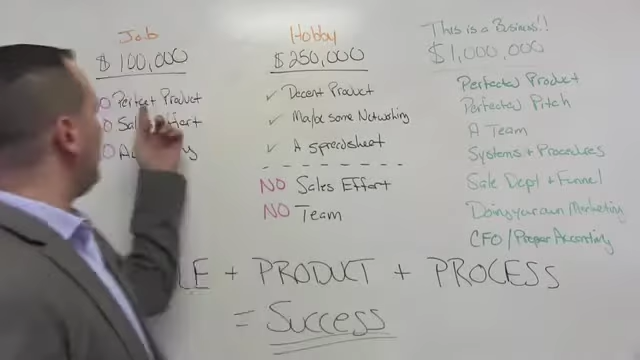 Job
$100,000
Perfect Product
Hobby
$250,000
✓ Decent Product
✓ Maybe some Networking
✓ A spreadsheet
NO Sales Effort
NO Team
This is a Business!!
$1,000,000
Perfected Product
Perfected Pitch
A Team
Systems + Procedures
Sale Dept + Funnel
Doing your own Marketing
CFO / Proper Accounting
+ PRODUCT + PROCESS
= Success